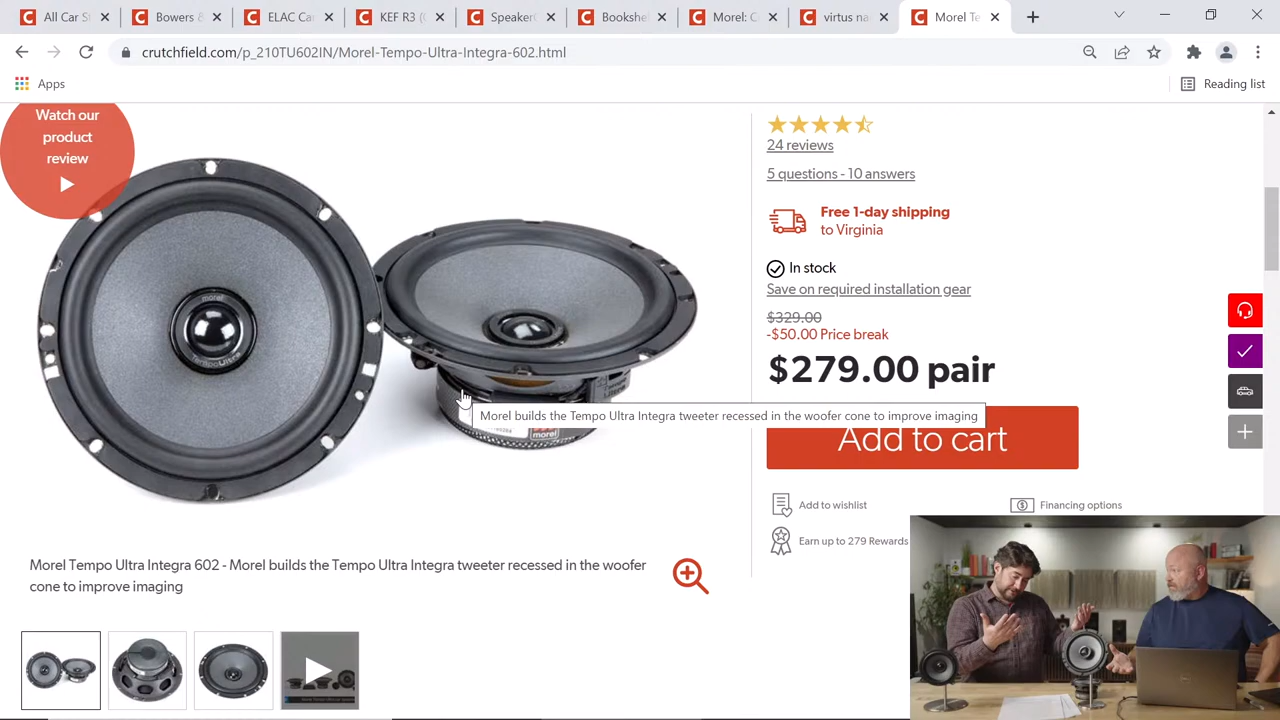 All Car S
Bowers &
ELAC Ca
KEF R3 (
Speaker
Bookshe
Morel: C
virtus na
Morel Te
crutchfield.com/p_210TU602IN/Morel-Tempo-Ultra-Integra-602.html
Apps
Reading list
Watch our
product
review
morel
TempoUltra
morel
24 reviews
5 questions - 10 answers
Free 1-day shipping
to Virginia
In stock
Save on required installation gear
$329.00
-$50.00 Price break
$279.00 pair
Morel builds the Tempo Ultra Integra tweeter recessed in the woofer cone to improve imaging
Add to cart
Add to wishlist
Financing options
Earn up to 279 Rewards
Morel Tempo Ultra Integra 602 - Morel builds the Tempo Ultra Integra tweeter recessed in the woofer
cone to improve imaging